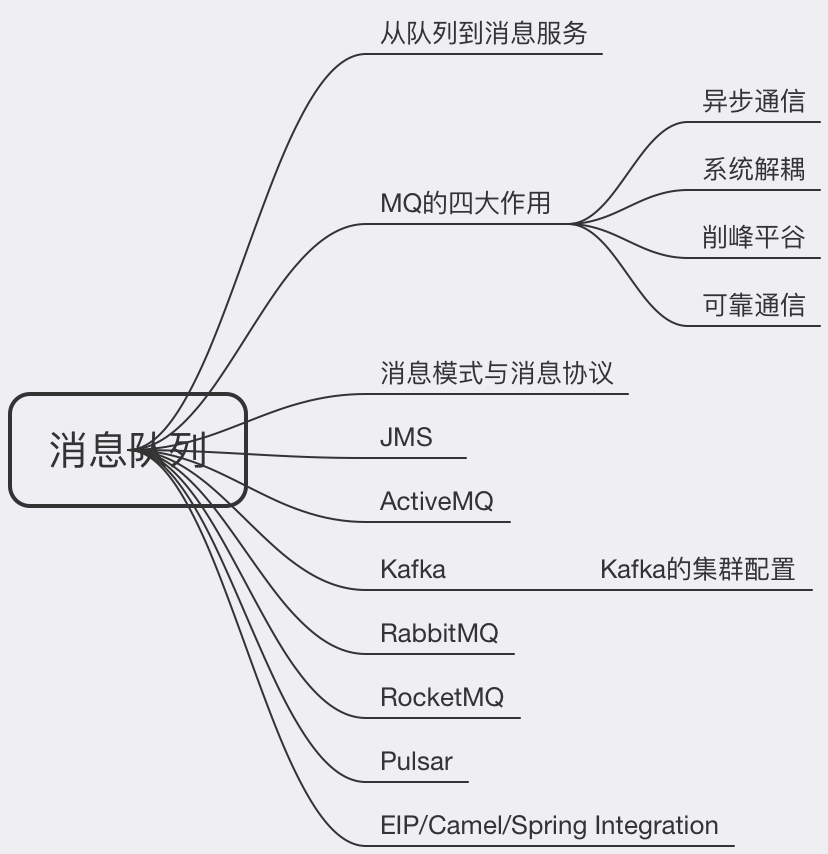 从队列到消息服务
MQ的四大作用
异步通信
系统解耦
削峰平谷
可靠通信
消息队列
消息模式与消息协议
JMS
ActiveMQ
Kafka
Kafka的集群配置
RabbitMQ
RocketMQ
Pulsar
EIP/Camel/Spring Integration